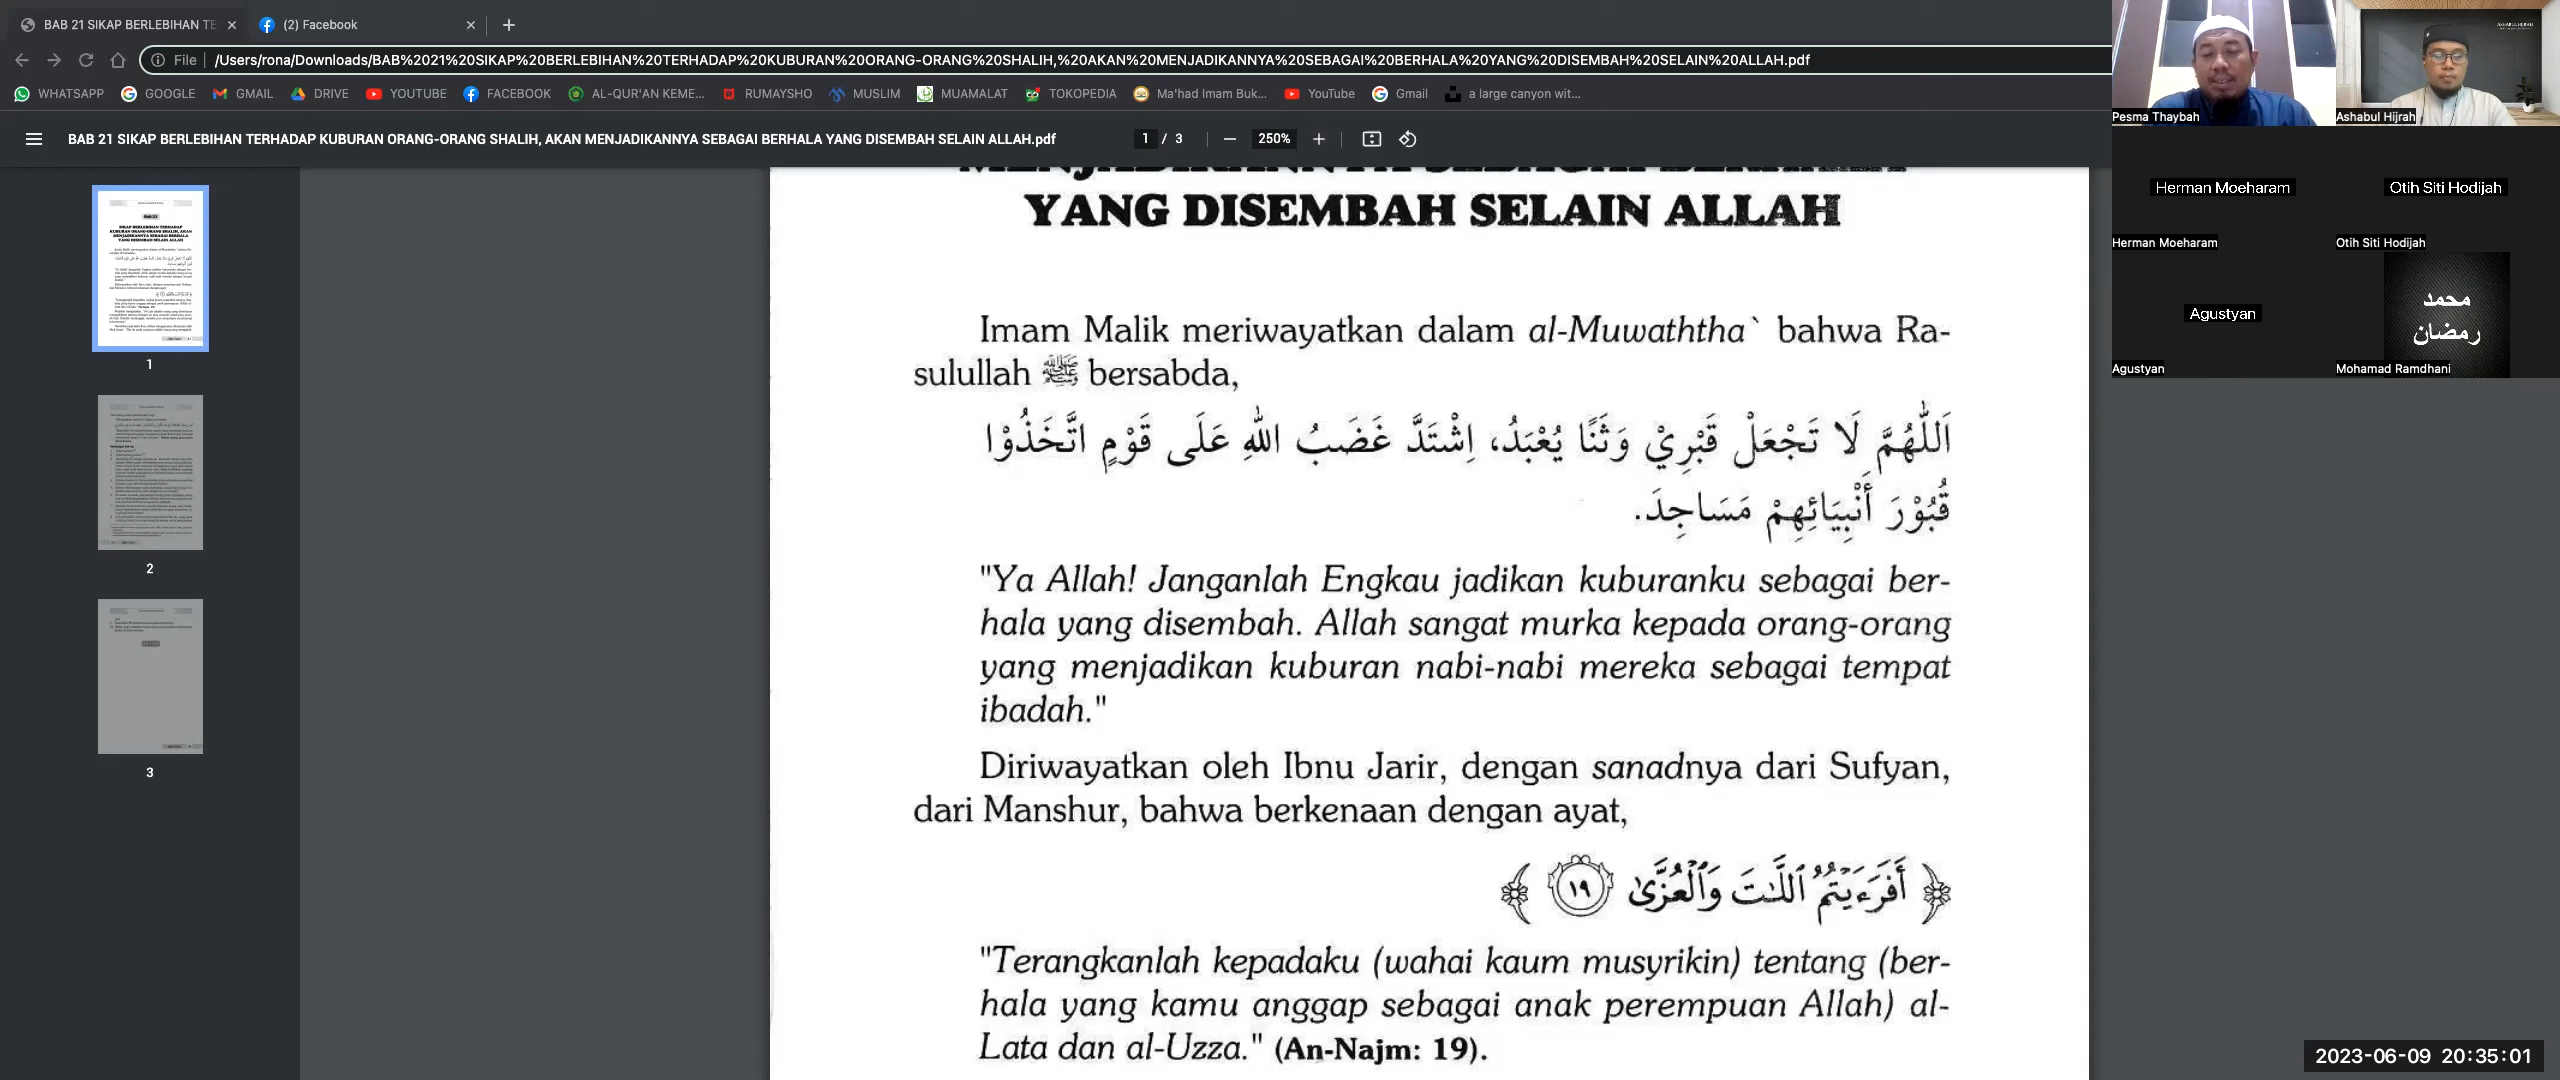 BAB 21 SIKAP BERLEBIHAN TE
(2) Facebook
File
/Users/rona/Downloads/BAB%2021%20SIKAP%20BERLEBIHAN%20TERHADAP%20KUBURAN%20ORANG-ORANG%20SHALIH,%20AKAN%20MENJADIKANNYA%20SEBAGAI%20BERHALA%20YANG%20DISEMBAH%20SELAIN%20ALLAH.pdf
WHATSAPP GOOGLE GMAIL DRIVE YOUTUBE FACEBOOK AL-QUR'AN KEME... RUMAYSHO MUSLIM MUAMALAT TOKOPEDIA Ma'had Imam Buk... YouTube Gmail a large canyon wit...
BAB 21 SIKAP BERLEBIHAN TERHADAP KUBURAN ORANG-ORANG SHALIH, AKAN MENJADIKANNYA SEBAGAI BERHALA YANG DISEMBAH SELAIN ALLAH.pdf
1 / 3
250%
1
2
3
YANG DISEMBAH SELAIN ALLAH
Imam Malik meriwayatkan dalam al-Muwaththa` bahwa Ra-
sulullah ﷺ bersabda,
اَللّٰهُمَّ لَا تَجْعَلْ قَبْرِيْ وَثَنًا يُعْبَدُ، اِشْتَدَّ غَضَبُ اللهِ عَلَى قَوْمٍ اتَّخَذُوْا
قُبُوْرَ أَنْبِيَائِهِمْ مَسَاجِدَ.
"Ya Allah! Janganlah Engkau jadikan kuburanku sebagai ber-
hala yang disembah. Allah sangat murka kepada orang-orang
yang menjadikan kuburan nabi-nabi mereka sebagai tempat
ibadah."
Diriwayatkan oleh Ibnu Jarir, dengan sanadnya dari Sufyan,
dari Manshur, bahwa berkenaan dengan ayat,
﴿ أَفَرَءَيْتُمُ ٱللَّـٰتَ وَٱلْعُزَّىٰ ١٩ ﴾
"Terangkanlah kepadaku (wahai kaum musyrikin) tentang (ber-
hala yang kamu anggap sebagai anak perempuan Allah) al-
Lata dan al-Uzza." (An-Najm: 19).
Pesma Thaybah
Ashabul Hijrah
Herman Moeharam
Otih Siti Hodijah
Herman Moeharam
Otih Siti Hodijah
Agustyan
محمد
رمضان
Agustyan
Mohamad Ramdhani
2023-06-09 20:35:01